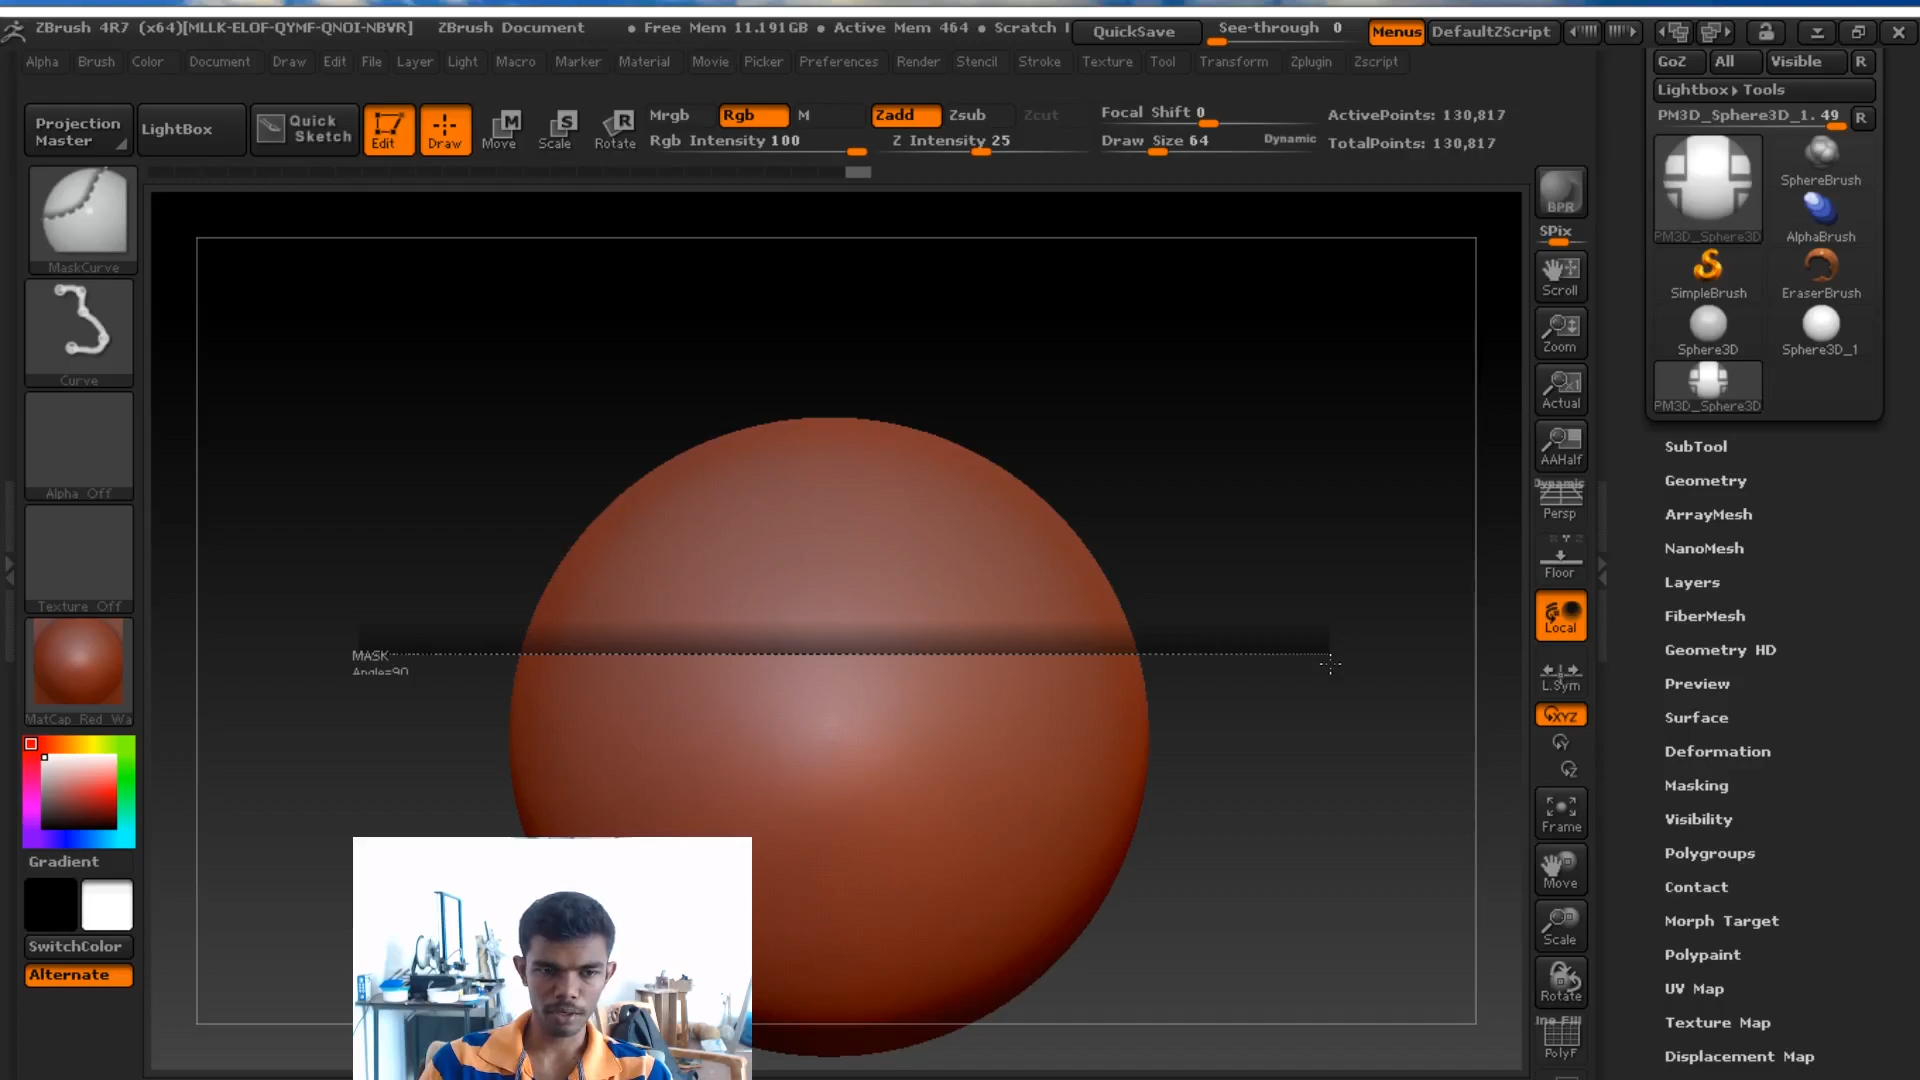 ZBrush 4R7 (x64)[MLLK-ELOF-QYMF-QNOI-NBVR] ZBrush Document • Free Mem 11.191GB • Active Mem 464 • Scratch QuickSave See-through 0 Menus DefaultZScript
Alpha Brush Color Document Draw Edit File Layer Light Macro Marker Material Movie Picker Preferences Render Stencil Stroke Texture Tool Transform Zplugin Zscript
Projection Master
LightBox
Quick Sketch
Edit
Draw
Move
Scale
Rotate
Mrgb Rgb M
Rgb Intensity 100
Zadd Zsub Zcut
Z Intensity 25
Focal Shift 0
Draw Size 64 Dynamic
ActivePoints: 130,817
TotalPoints: 130,817
MaskCurve
Curve
Alpha Off
Texture Off
MatCap Red Wa
Gradient
SwitchColor
Alternate
MASK
Angle=90
BPR
SPix
Scroll
Zoom
Actual
AAHalf
Dynamic
Persp
Floor
Local
L.Sym
XYZ
Y
Z
Frame
Move
Scale
Rotate
Line Fill
PolyF
GoZ All Visible R
Lightbox▸Tools
PM3D_Sphere3D_1. 49 R
PM3D_Sphere3D
SphereBrush
AlphaBrush
SimpleBrush
EraserBrush
Sphere3D
Sphere3D_1
PM3D_Sphere3D
SubTool
Geometry
ArrayMesh
NanoMesh
Layers
FiberMesh
Geometry HD
Preview
Surface
Deformation
Masking
Visibility
Polygroups
Contact
Morph Target
Polypaint
UV Map
Texture Map
Displacement Map